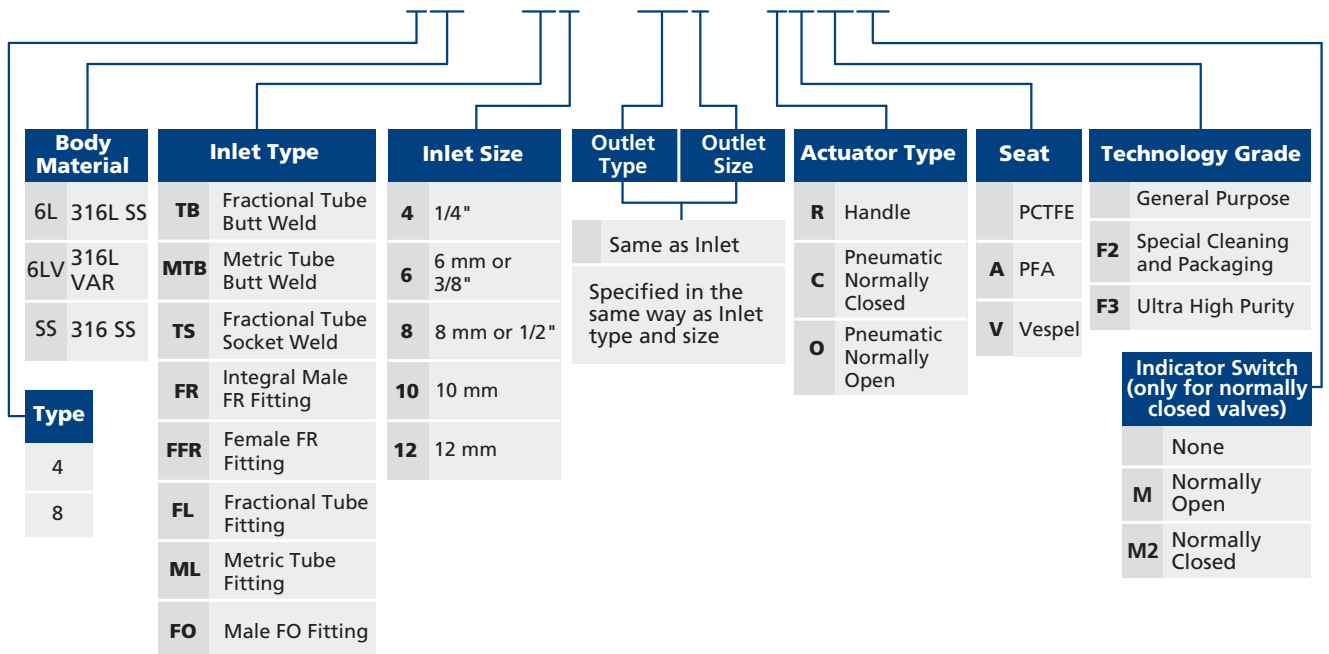 Body
Material
6L 316L SS
6LV 316L
VAR
SS 316 SS
Type
4
8
Inlet Type
TB Fractional Tube
Butt Weld
MTB Metric Tube
Butt Weld
TS Fractional Tube
Socket Weld
FR Integral Male
FR Fitting
FFR Female FR
Fitting
FL Fractional Tube
Fitting
ML Metric Tube
Fitting
FO Male FO Fitting
Inlet Size
4 1/4"
6 6 mm or
3/8"
8 8 mm or 1/2"
10 10 mm
12 12 mm
Outlet
Type
Outlet
Size
Same as Inlet
Specified in the
same way as Inlet
type and size
Actuator Type
R Handle
C Pneumatic
Normally
Closed
O Pneumatic
Normally
Open
Seat
PCTFE
A PFA
V Vespel
Technology Grade
General Purpose
F2 Special Cleaning
and Packaging
F3 Ultra High Purity
Indicator Switch
(only for normally
closed valves)
None
M Normally
Open
M2 Normally
Closed